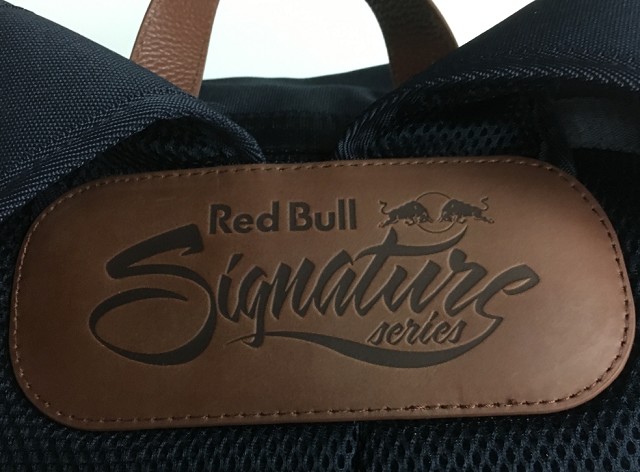 Red Bull
Signature
series